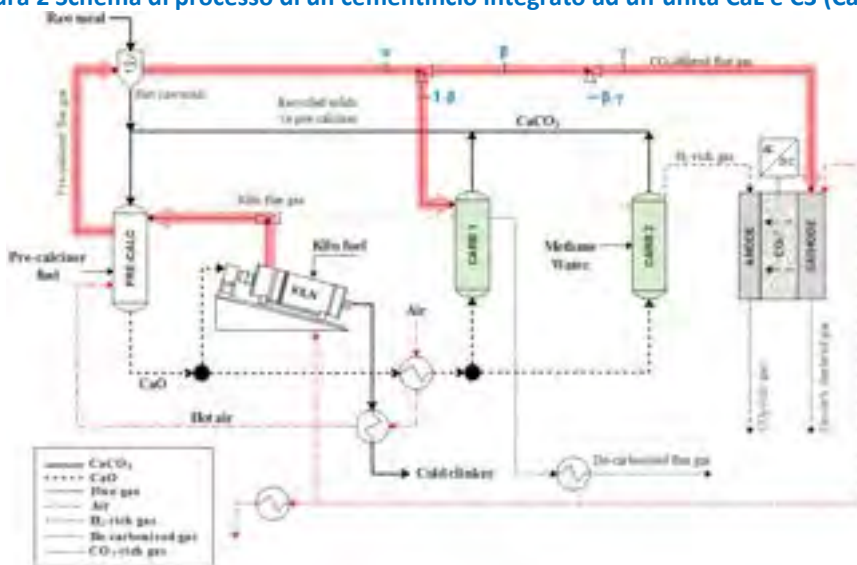 ura 2 Schema di processo di un cementificio integrato ad un'unità CaL e CS (Ca
Raw meal
α
β
γ
CO₂ diluted flue gas
Hot raw meal
1-β
β-γ
Recycled solids
to pre-calciner
CaCO₃
H₂ rich gas
AC
DC
Pre-calciner flue gas
Kiln flue gas
PRE-CALC
Kiln fuel
CARB 1
CARB 2
Methane
Water
ANODE
CO₃²⁻
CATHODE
Pre-calciner
fuel
KILN
Air
CaO
Hot air
CO₂ rich gas
De-carbonized flue gas
Cold clinker
CaCO₃
CaO
Flue gas
Air
H₂-rich gas
De-carbonized gas
CO₂-rich gas